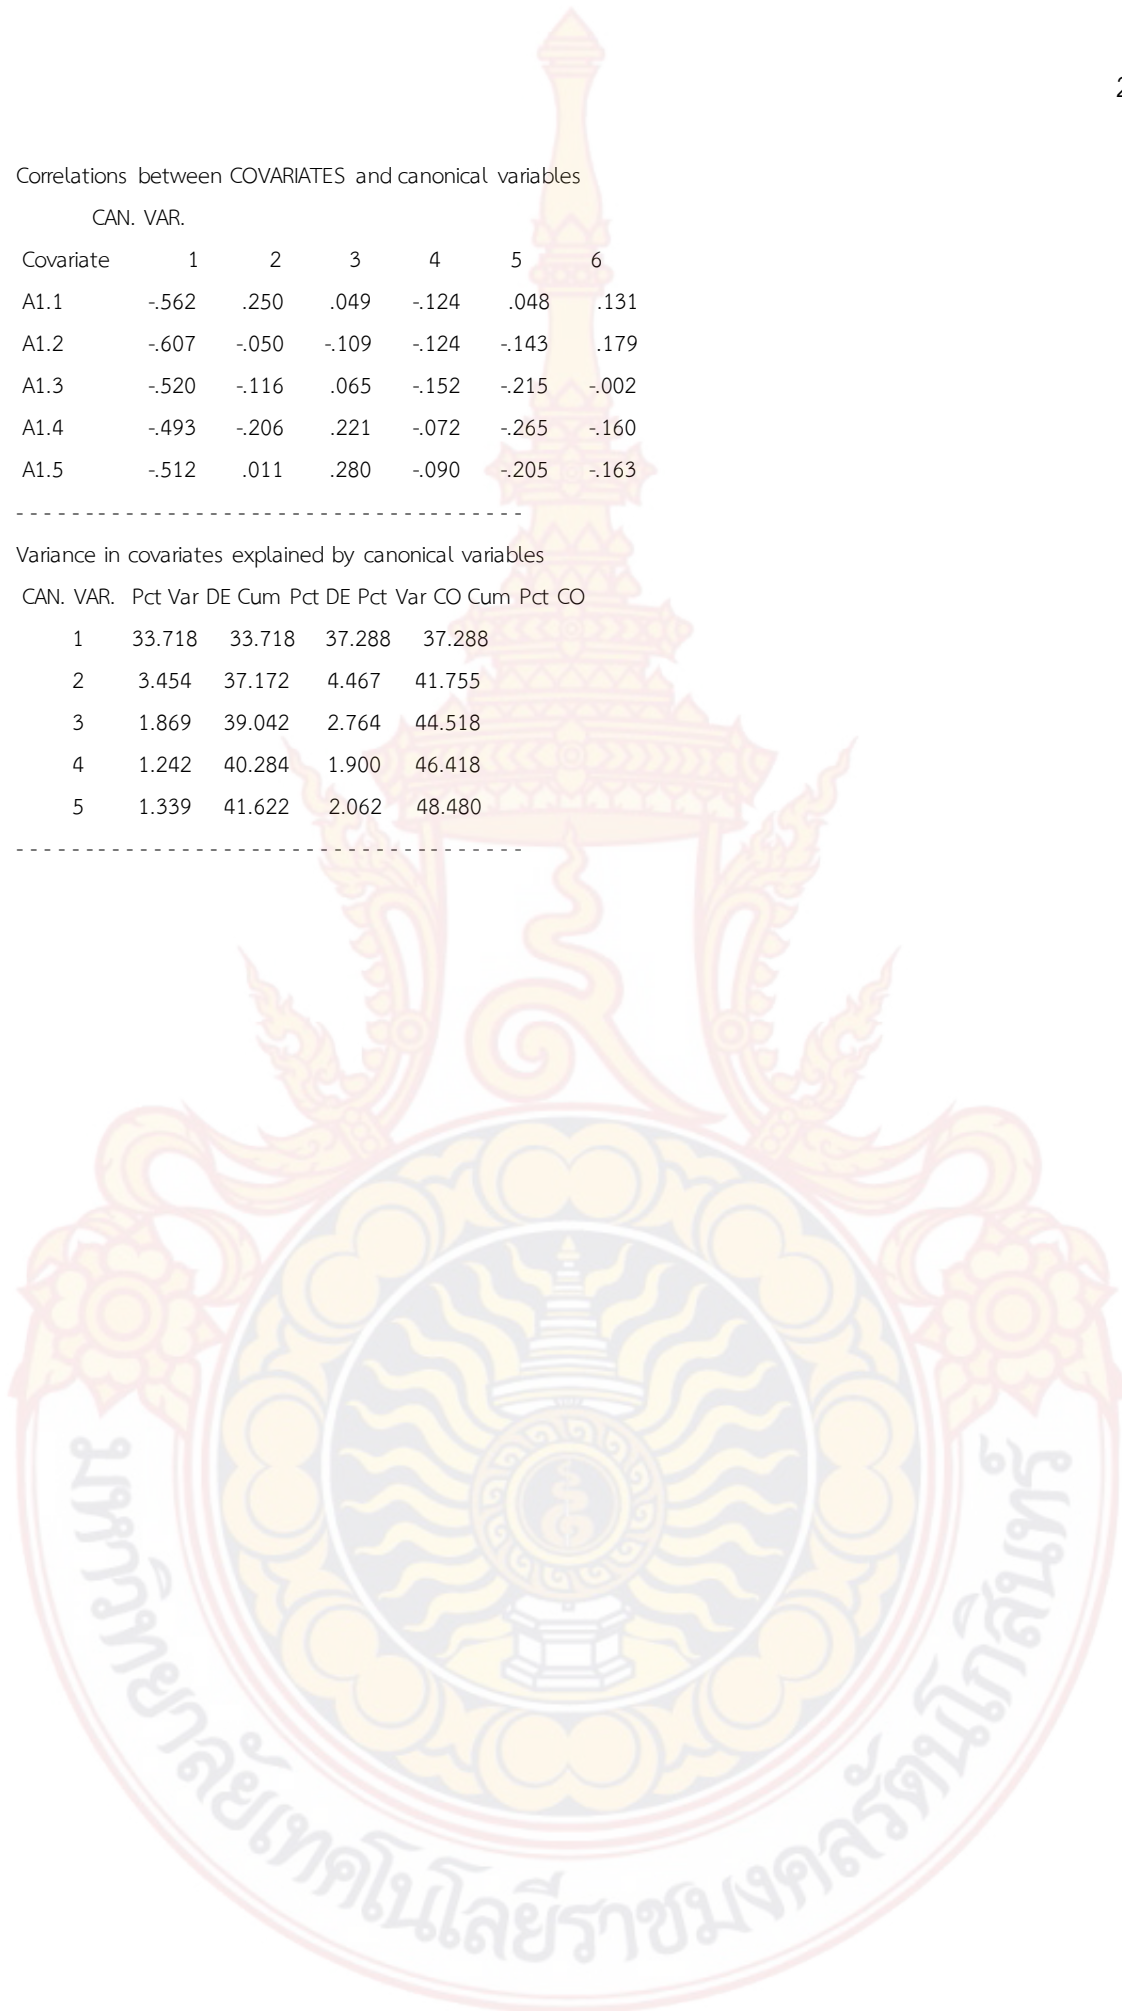 2
Correlations between COVARIATES and canonical variables
CAN. VAR.
Covariate 1 2 3 4 5 6
A1.1 -.562 .250 .049 -.124 .048 .131
A1.2 -.607 -.050 -.109 -.124 -.143 .179
A1.3 -.520 -.116 .065 -.152 -.215 -.002
A1.4 -.493 -.206 .221 -.072 -.265 -.160
A1.5 -.512 .011 .280 -.090 -.205 -.163
- - - - - - - - - - - - - - - - - - - - - - - - - - - - - - - - - - - - -
Variance in covariates explained by canonical variables
CAN. VAR. Pct Var DE Cum Pct DE Pct Var CO Cum Pct CO
1 33.718 33.718 37.288 37.288
2 3.454 37.172 4.467 41.755
3 1.869 39.042 2.764 44.518
4 1.242 40.284 1.900 46.418
5 1.339 41.622 2.062 48.480
- - - - - - - - - - - - - - - - - - - - - - - - - - - - - - - - - - - - -
มหาวิทยาลัยเทคโนโลยีราชมงคลรัตนโกสินทร์